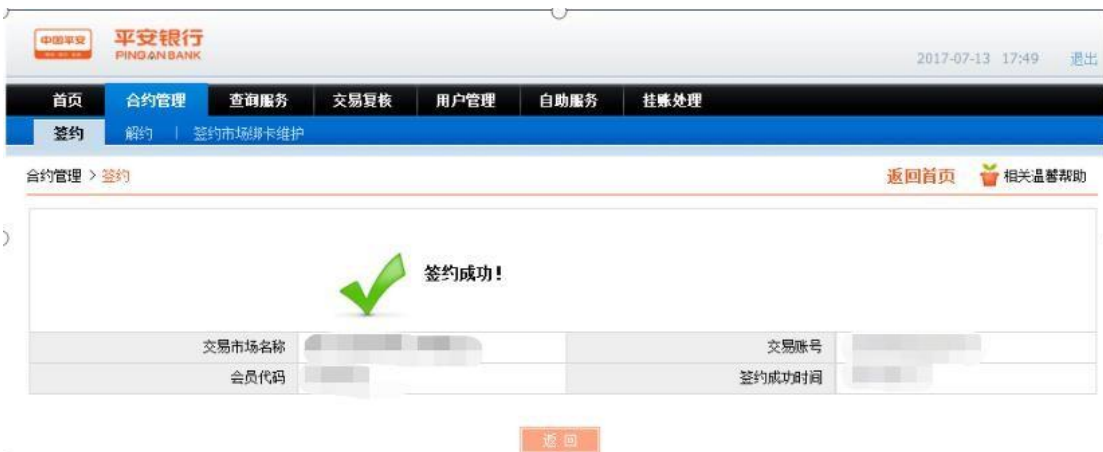 中国平安 平安银行
PINGAN BANK
2017-07-13 17:49 退出
首页 合约管理 查询服务 交易复核 用户管理 自助服务 挂账处理
签约 解约 | 签约市场绑卡维护
合约管理 > 签约 返回首页 相关温馨帮助
签约成功!
交易市场名称 交易账号
会员代码 签约成功时间
返回